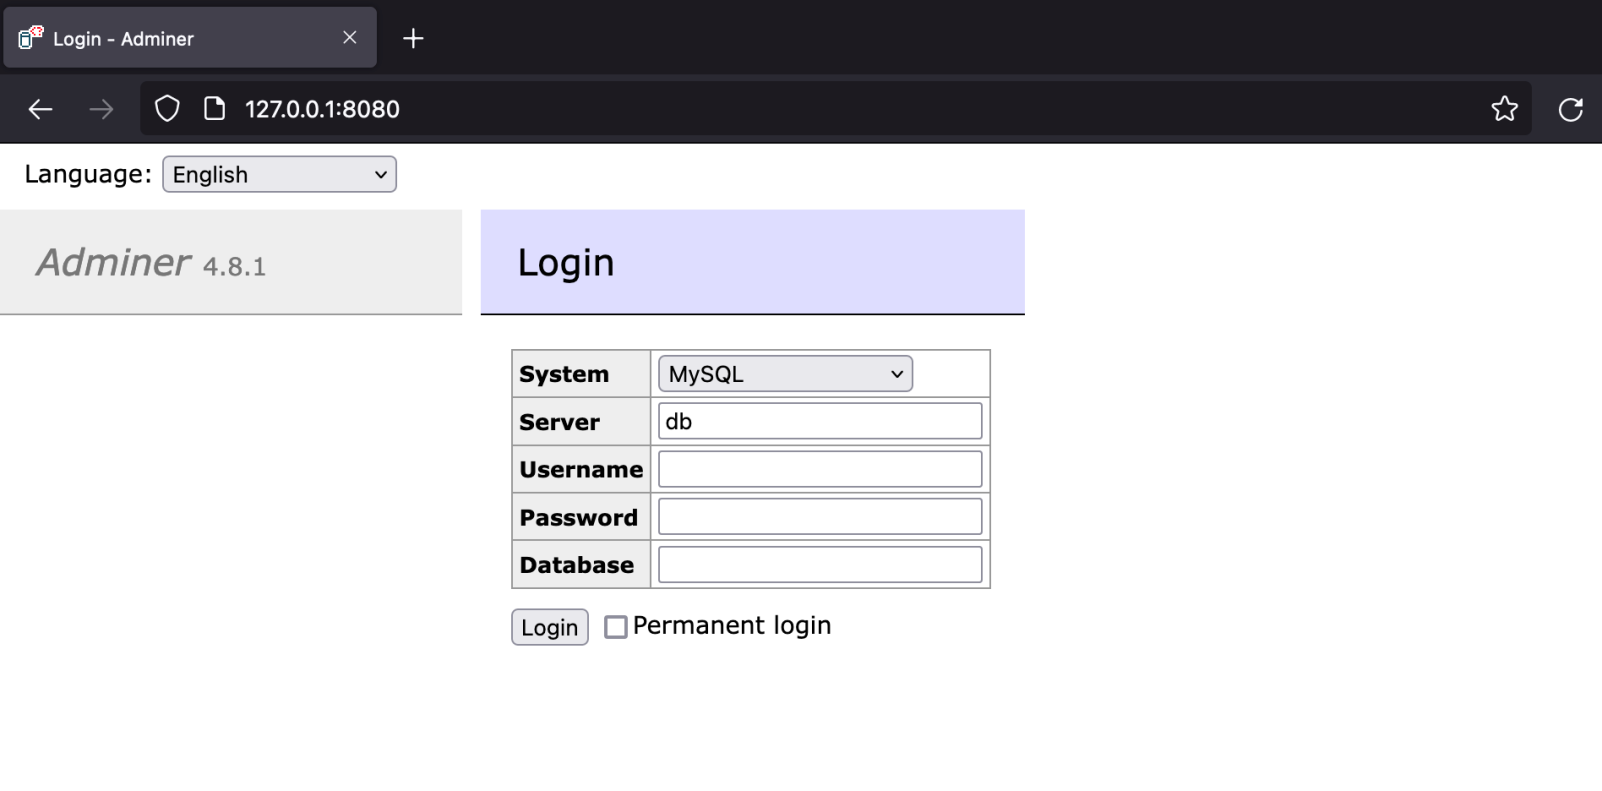 Login - Adminer
127.0.0.1:8080
Language: English
Adminer 4.8.1
Login
System MySQL
Server db
Username
Password
Database
Login Permanent login